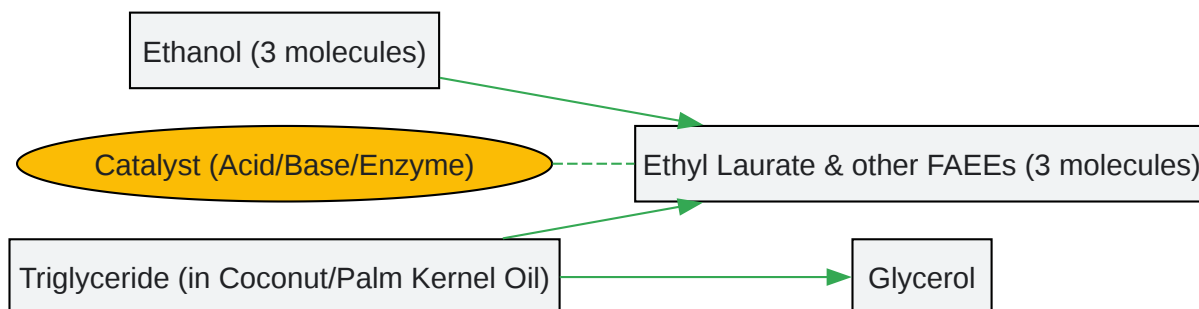 Ethanol (3 molecules)
Catalyst (Acid/Base/Enzyme)
Ethyl Laurate & other FAEEs (3 molecules)
Triglyceride (in Coconut/Palm Kernel Oil)
Glycerol